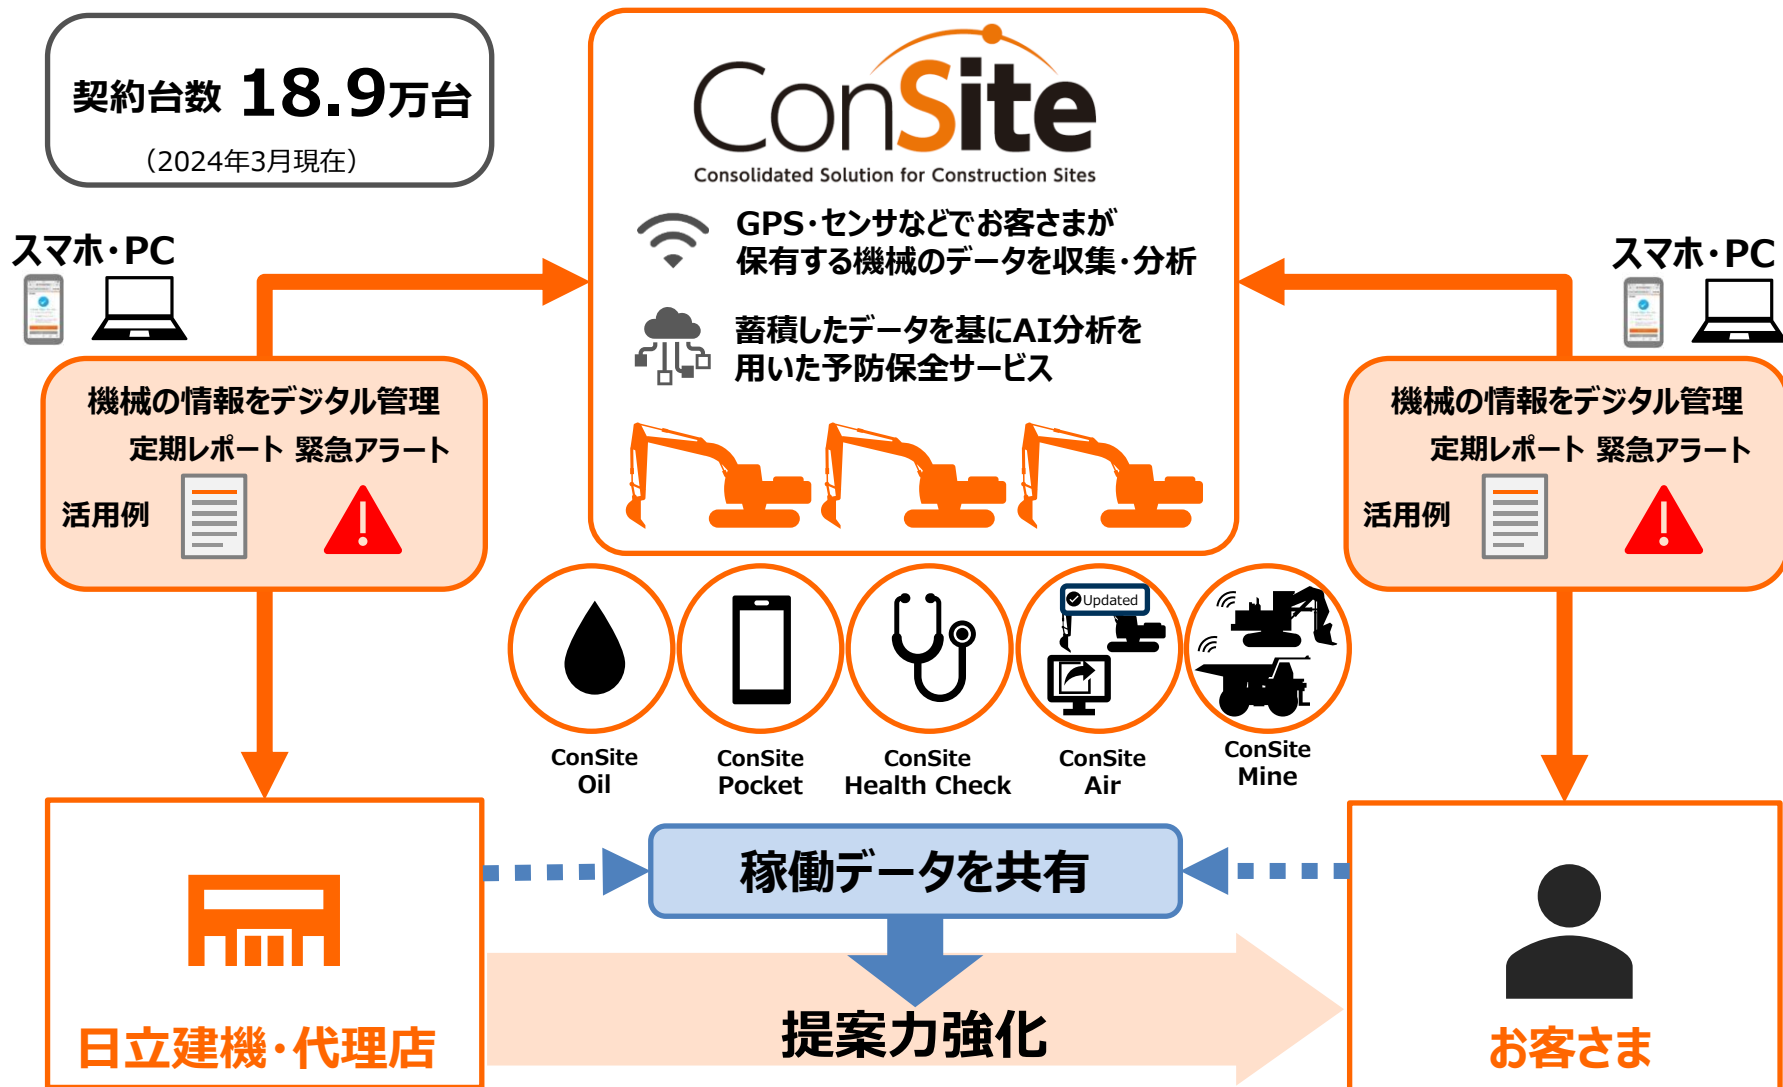 契約台数 18.9万台
（2024年3月現在）
ConSite
Consolidated Solution for Construction Sites
GPS・センサなどでお客さまが
保有する機械のデータを収集・分析
蓄積したデータを基にAI分析を
用いた予防保全サービス
スマホ・PC
機械の情報をデジタル管理
定期レポート 緊急アラート
活用例
スマホ・PC
機械の情報をデジタル管理
定期レポート 緊急アラート
活用例
Updated
ConSite
Oil
ConSite
Pocket
ConSite
Health Check
ConSite
Air
ConSite
Mine
稼働データを共有
提案力強化
日立建機・代理店
お客さま